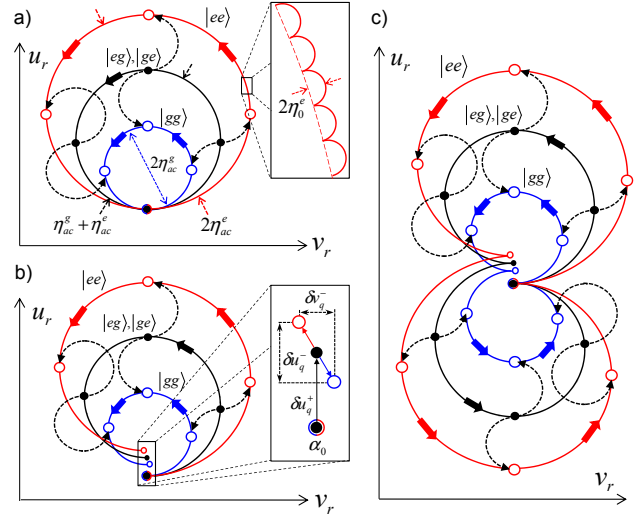 a)
u_r
|ee⟩
|eg⟩,|ge⟩
|gg⟩
2η_ac^g
η_ac^g + η_ac^e
2η_ac^e
v_r
2η_0^e
b)
u_r
|ee⟩
|eg⟩,|ge⟩
|gg⟩
v_r
δv_q^-
δu_q^-
δu_q^+
α_0
c)
u_r
|ee⟩
|eg⟩,|ge⟩
|gg⟩
v_r